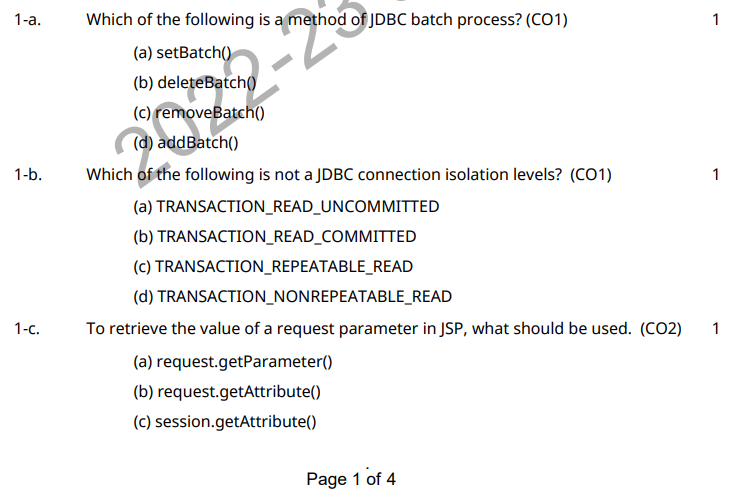 1-a. Which of the following is a method of JDBC batch process? (CO1) 1
(a) setBatch()
(b) deleteBatch()
(c) removeBatch()
(d) addBatch()
1-b. Which of the following is not a JDBC connection isolation levels? (CO1) 1
(a) TRANSACTION_READ_UNCOMMITTED
(b) TRANSACTION_READ_COMMITTED
(c) TRANSACTION_REPEATABLE_READ
(d) TRANSACTION_NONREPEATABLE_READ
1-c. To retrieve the value of a request parameter in JSP, what should be used. (CO2) 1
(a) request.getParameter()
(b) request.getAttribute()
(c) session.getAttribute()
Page 1 of 4
2022-23